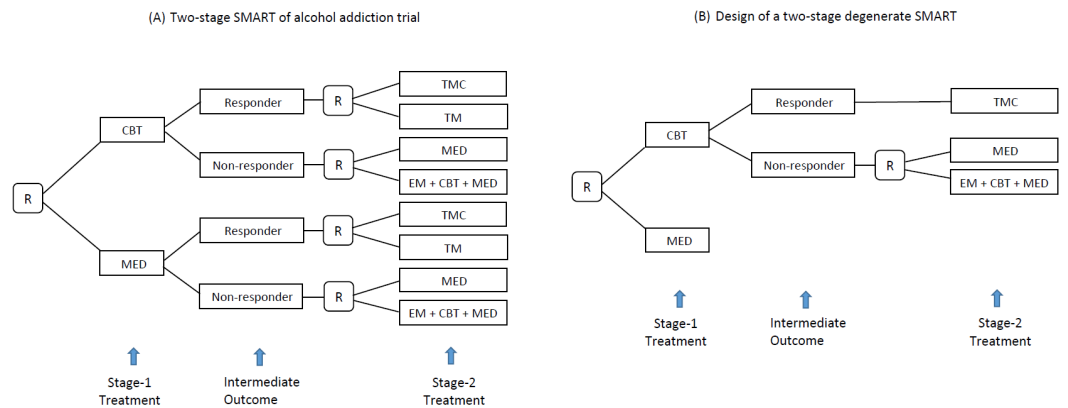 (A) Two-stage SMART of alcohol addiction trial
R
CBT
Responder
R
TMC
TM
Non-responder
R
MED
EM + CBT + MED
MED
Responder
R
TMC
TM
Non-responder
R
MED
EM + CBT + MED
Stage-1
Treatment
Intermediate
Outcome
Stage-2
Treatment
(B) Design of a two-stage degenerate SMART
R
CBT
Responder
TMC
Non-responder
R
MED
EM + CBT + MED
MED
Stage-1
Treatment
Intermediate
Outcome
Stage-2
Treatment